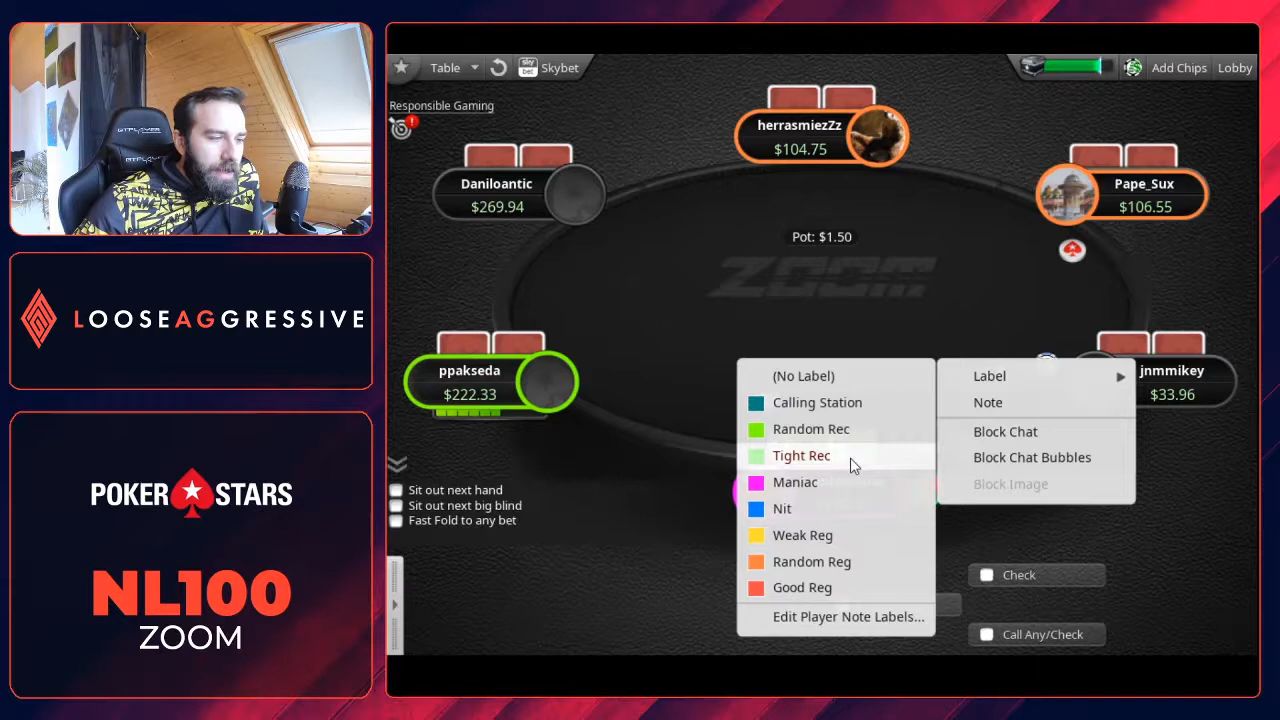 GTPLAYER
LOOSEAGGRESSIVE
POKER STARS
NL100
ZOOM
Table
sky
bet
Skybet
Add Chips
Lobby
Responsible Gaming
herrasmiezZz
$104.75
Daniloantic
$269.94
Pape_Sux
$106.55
Pot: $1.50
ZOOM
ppakseda
$222.33
jnmmikey
$33.96
(No Label)
Calling Station
Random Rec
Tight Rec
Maniac
Nit
Weak Reg
Random Reg
Good Reg
Edit Player Note Labels...
Label
Note
Block Chat
Block Chat Bubbles
Block Image
Sit out next hand
Sit out next big blind
Fast Fold to any bet
Check
Call Any/Check